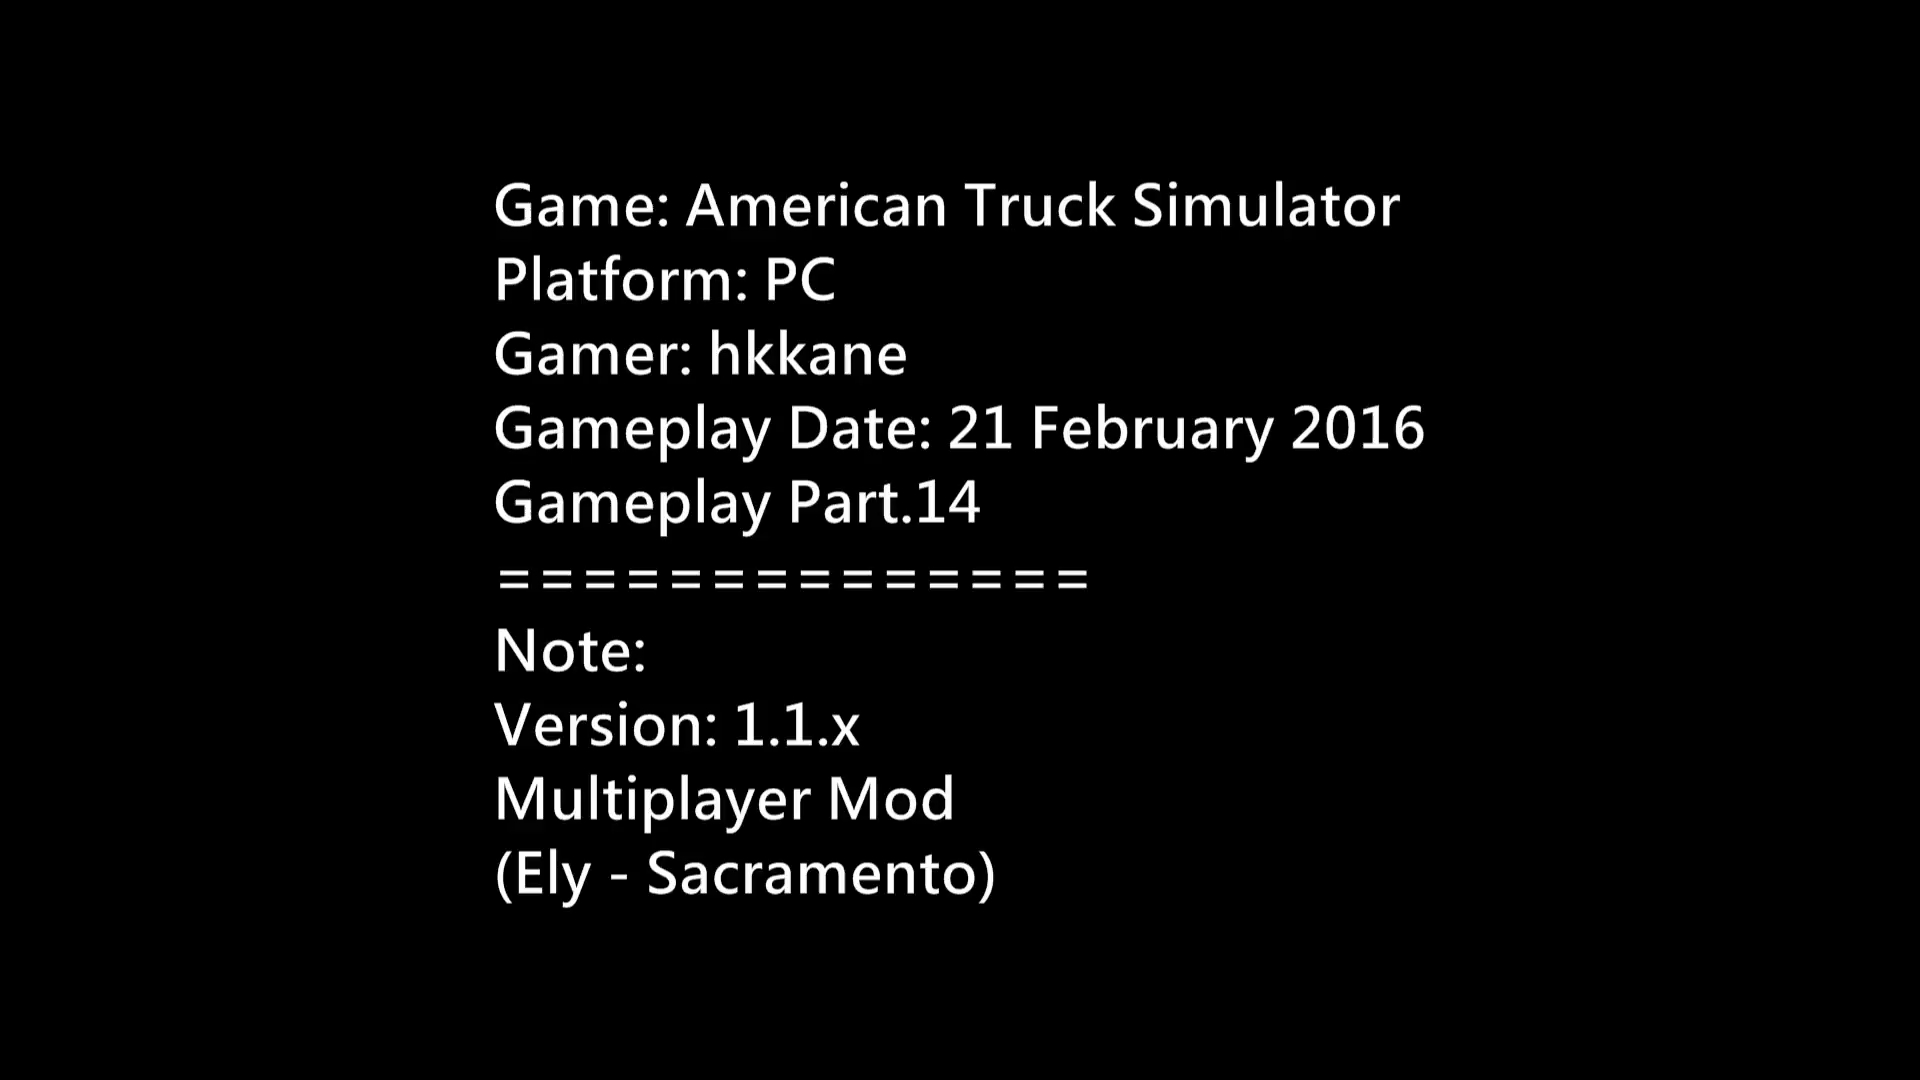 Game: American Truck Simulator
Platform: PC
Gamer: hkkane
Gameplay Date: 21 February 2016
Gameplay Part.14
==============
Note:
Version: 1.1.x
Multiplayer Mod
(Ely - Sacramento)